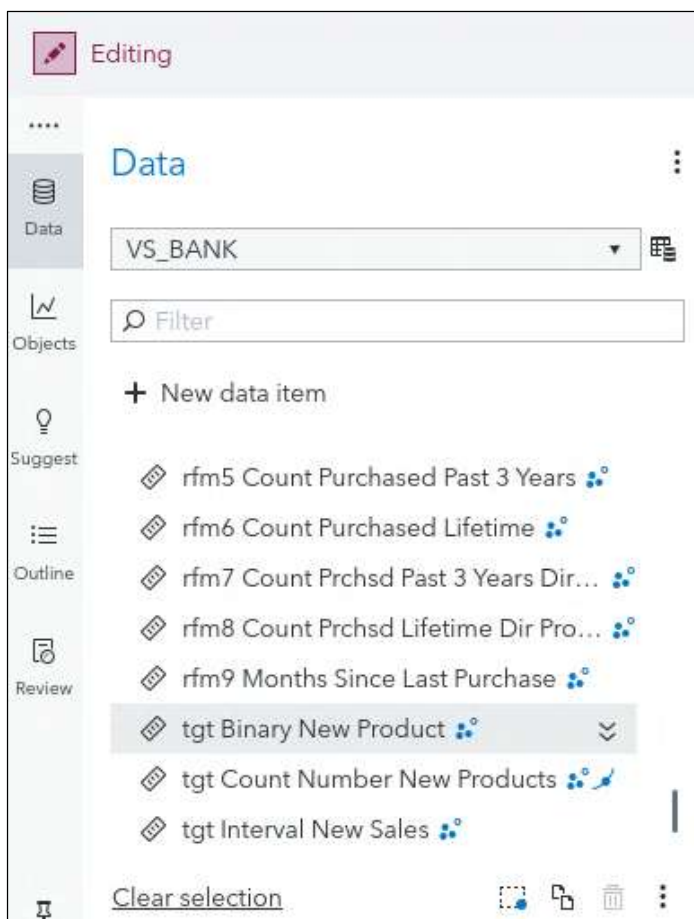 Editing
Data
VS_BANK
Filter
New data item
rfm5 Count Purchased Past 3 Years
rfm6 Count Purchased Lifetime
rfm7 Count Prchsd Past 3 Years Dir...
rfm8 Count Prchsd Lifetime Dir Pro...
rfm9 Months Since Last Purchase
tgt Binary New Product
tgt Count Number New Products
tgt Interval New Sales
Clear selection
Data
Objects
Suggest
Outline
Review